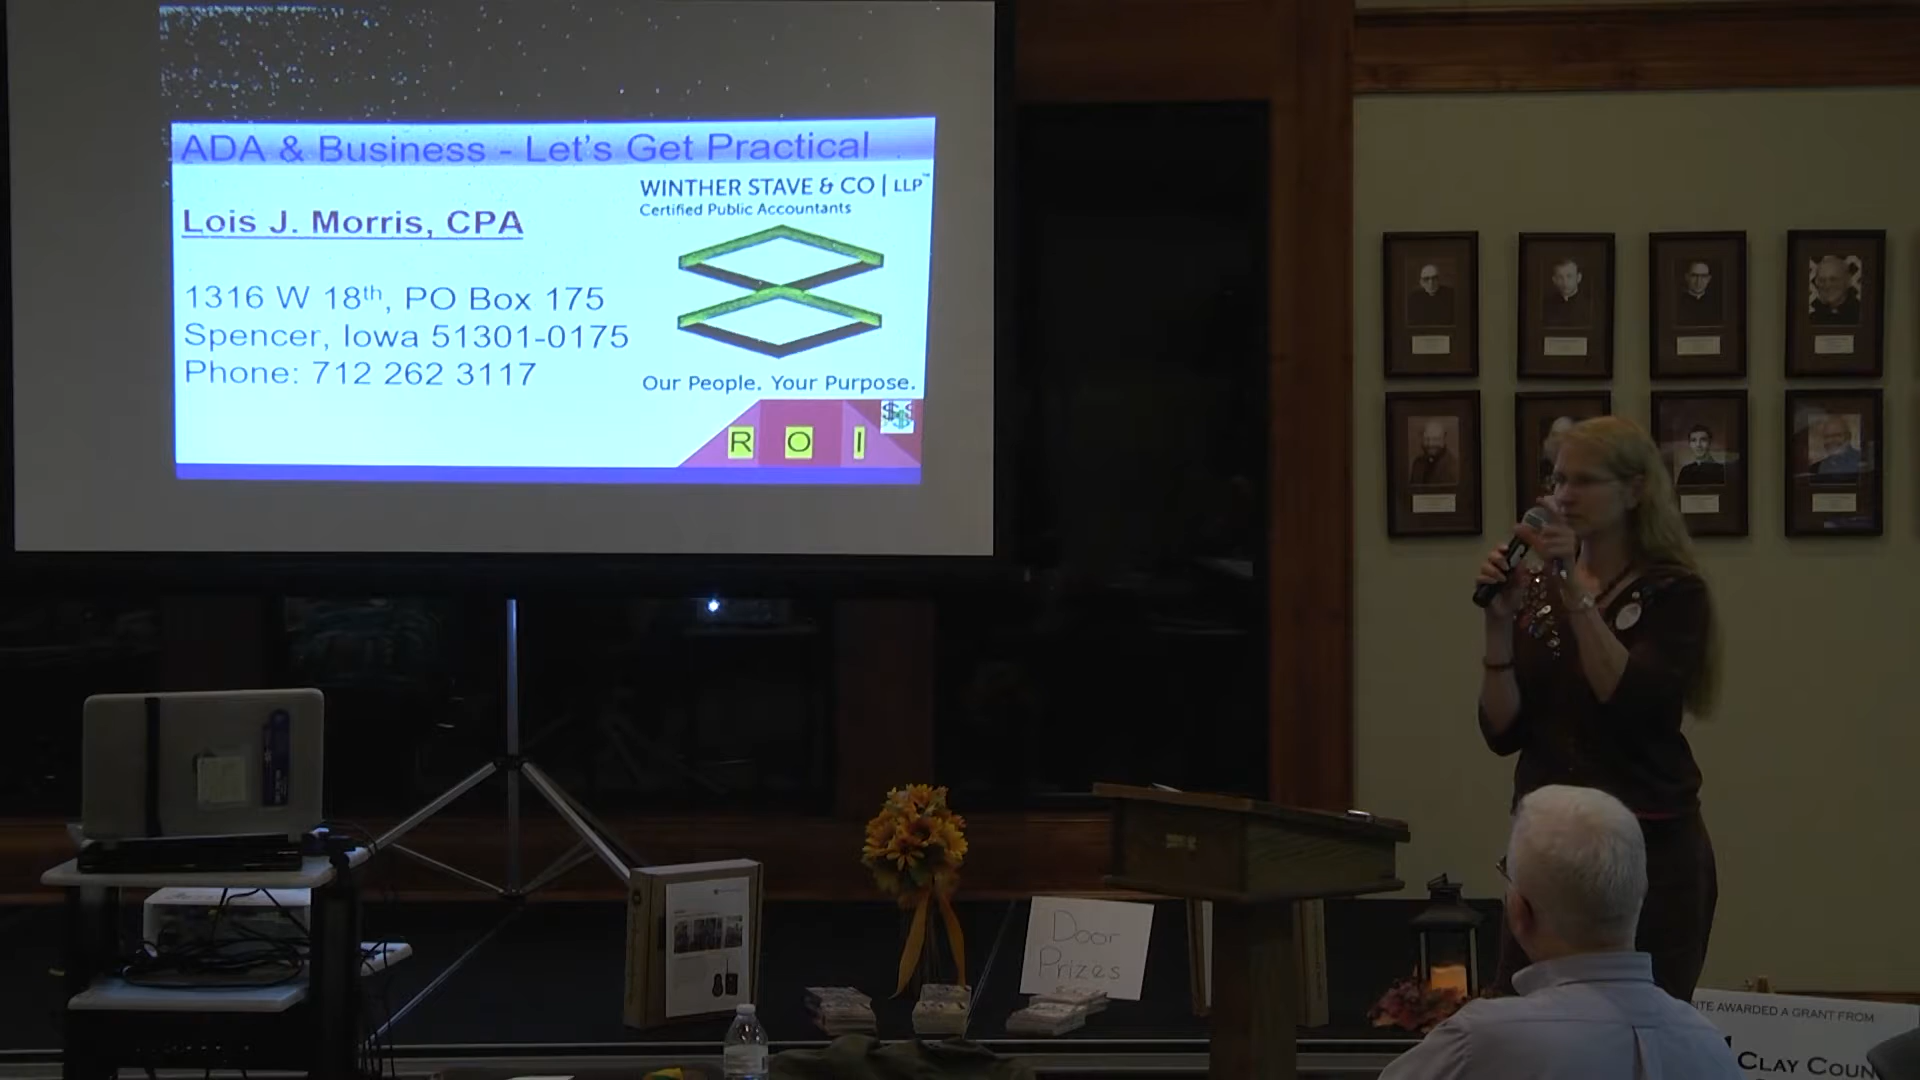 ADA & Business - Let's Get Practical
WINTHER STAVE & CO | LLP™
Certified Public Accountants
Lois J. Morris, CPA
1316 W 18th, PO Box 175
Spencer, Iowa 51301-0175
Phone: 712 262 3117
Our People. Your Purpose.
$ $
R O I
Door
Prizes
AWARDED A GRANT FROM
CLAY COUN